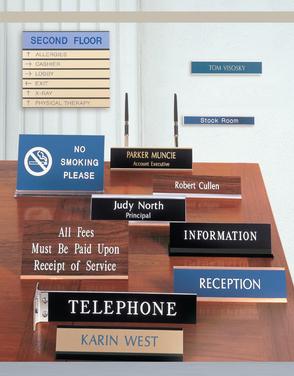 SECOND FLOOR
↑ ALLERGIES
→ CASHIER
→ LOBBY
← EXIT
↑ X-RAY
↑ PHYSICAL THERAPY
TOM VISOSKY
Stock Room
NO
SMOKING
PLEASE
PARKER MUNCIE
Account Executive
Robert Cullen
Judy North
Principal
All Fees
Must Be Paid Upon
Receipt of Service
INFORMATION
RECEPTION
TELEPHONE
KARIN WEST